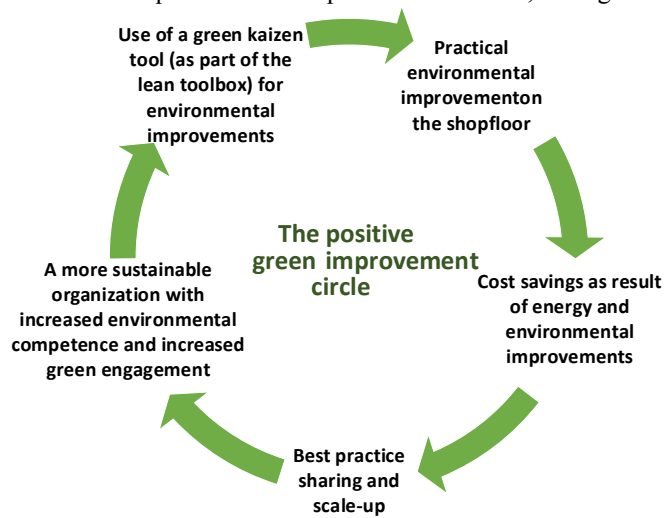 Use of a green kaizen
tool (as part of the
lean toolbox) for
environmental
improvements
Practical
environmental
improvementon
the shopfloor
Cost savings as result
of energy and
environmental
improvements
Best practice
sharing and
scale-up
A more sustainable
organization with
increased environmental
competence and increased
green engagement
The positive
green improvement
circle